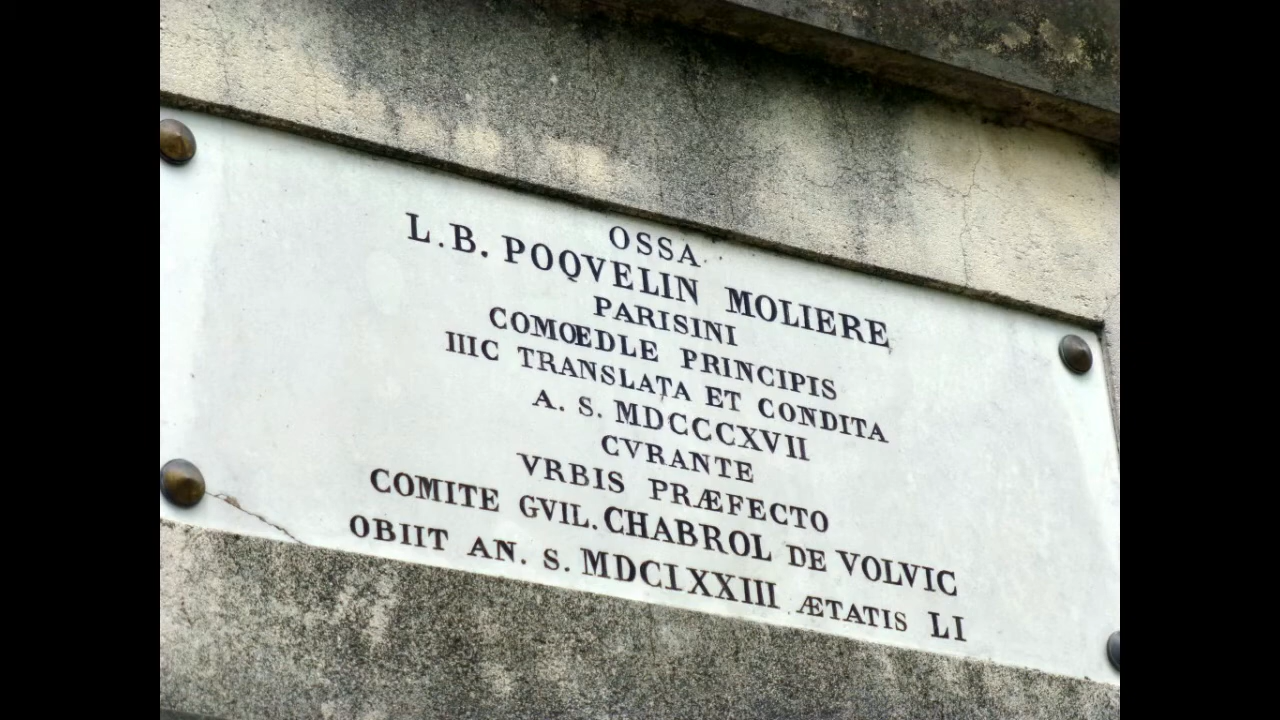 OSSA
L.B. POQVELIN MOLIERE
PARISINI
COMŒDLE PRINCIPIS
IIIC TRANSLATA ET CONDITA
A. S. MDCCCXVII
CVRANTE
VRBIS PRÆFECTO
COMITE GVIL. CHABROL DE VOLVIC
OBIIT AN. S. MDCIXXIII ÆTATIS LI